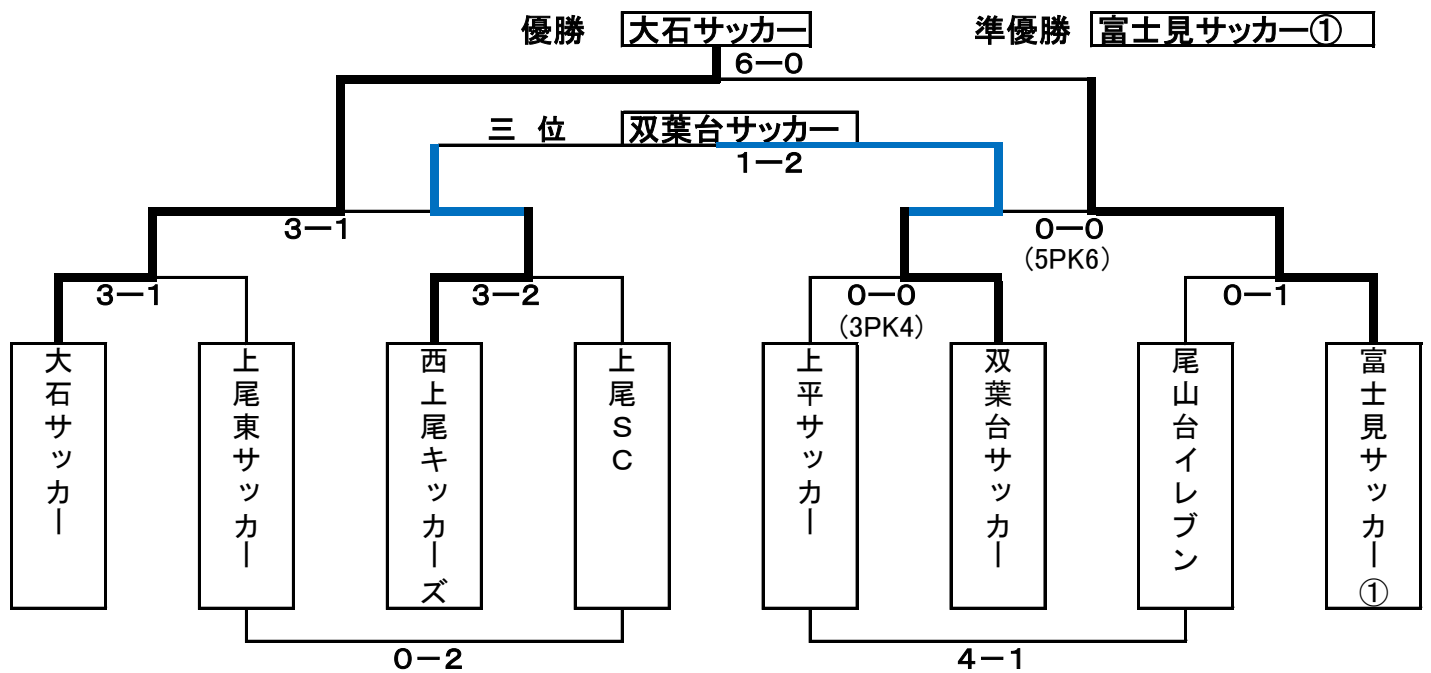 優勝 大石サッカー 準優勝 富士見サッカー①
6－0
三 位 双葉台サッカー
1－2
3－1 0－0
(5PK6)
3－1 3－2 0－0 0－1
(3PK4)
大石サッカー
上尾東サッカー
西上尾キッカーズ
上尾SC
上平サッカー
双葉台サッカー
尾山台イレブン
富士見サッカー①
0－2 4－1